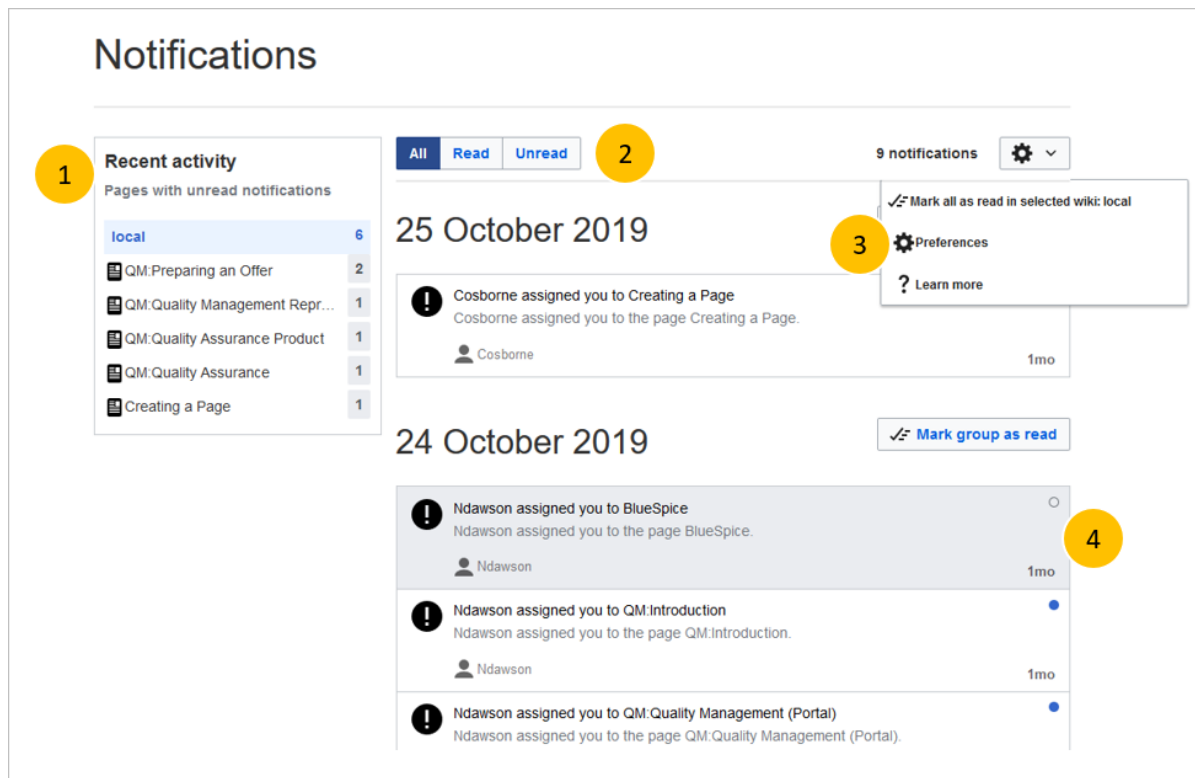 Notifications
1
Recent activity
Pages with unread notifications
local 6
QM:Preparing an Offer 2
QM:Quality Management Repr... 1
QM:Quality Assurance Product 1
QM:Quality Assurance 1
Creating a Page 1
All Read Unread
2
9 notifications
Mark all as read in selected wiki: local
3
Preferences
Learn more
25 October 2019
Cosborne assigned you to Creating a Page
Cosborne assigned you to the page Creating a Page.
Cosborne
1mo
24 October 2019
Mark group as read
Ndawson assigned you to BlueSpice
Ndawson assigned you to the page BlueSpice.
Ndawson
1mo
4
Ndawson assigned you to QM:Introduction
Ndawson assigned you to the page QM:Introduction.
Ndawson
1mo
Ndawson assigned you to QM:Quality Management (Portal)
Ndawson assigned you to the page QM:Quality Management (Portal).